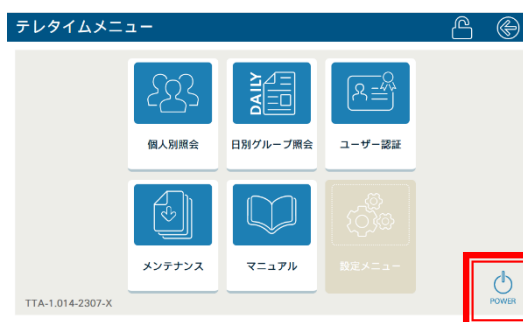 テレタイムメニュー
DAILY
個人別照会
日別グループ照会
ユーザー認証
メンテナンス
マニュアル
設定メニュー
POWER
TTA-1.014-2307-X